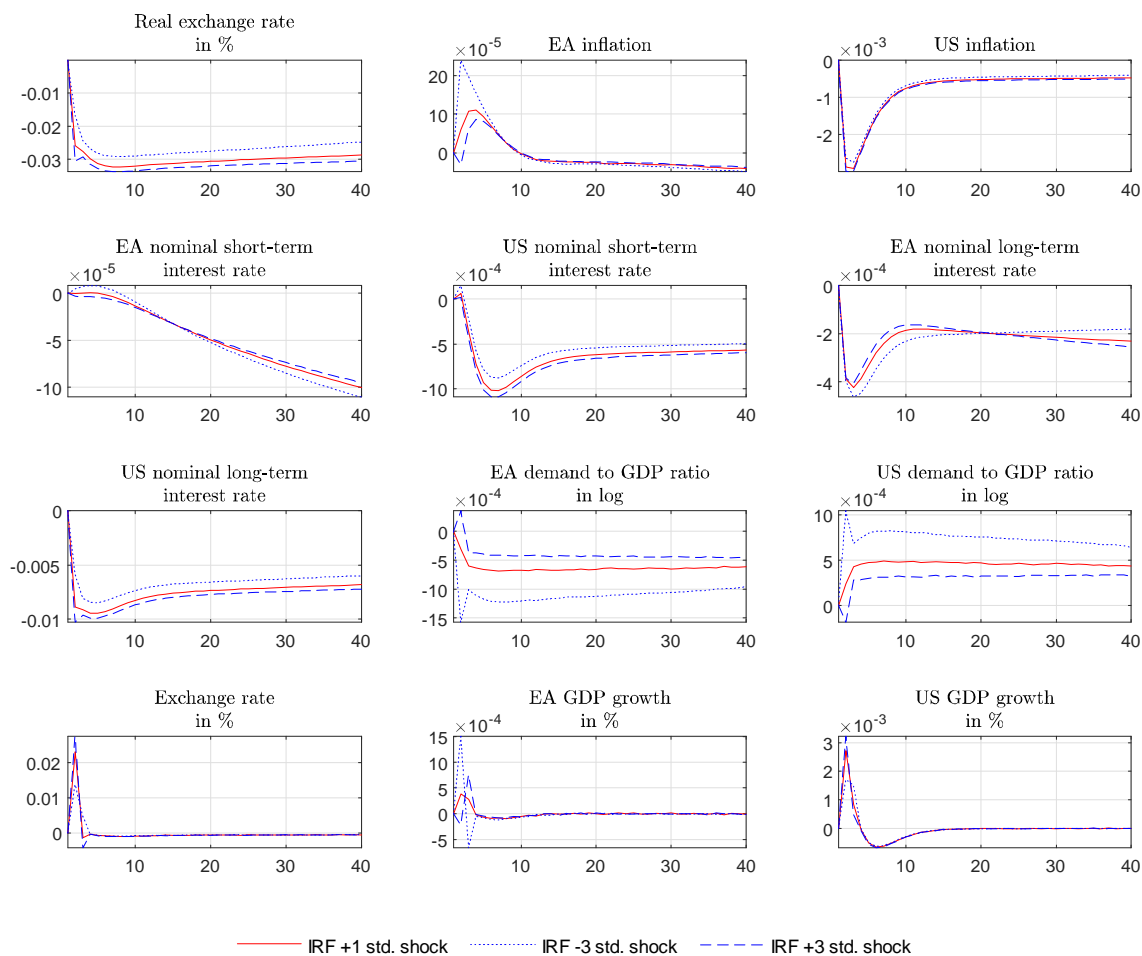 Real exchange rate
in %
-0.01
-0.02
-0.03
10 20 30 40
EA inflation
×10-5
20
10
0
10 20 30 40
US inflation
×10-3
0
-1
-2
10 20 30 40
EA nominal short-term
interest rate
×10-5
0
-5
-10
10 20 30 40
US nominal short-term
interest rate
×10-4
0
-5
-10
10 20 30 40
EA nominal long-term
interest rate
×10-4
0
-2
-4
10 20 30 40
US nominal long-term
interest rate
0
-0.005
-0.01
10 20 30 40
EA demand to GDP ratio
in log
×10-4
0
-5
-10
-15
10 20 30 40
US demand to GDP ratio
in log
×10-4
10
5
0
10 20 30 40
Exchange rate
in %
0.02
0.01
0
10 20 30 40
EA GDP growth
in %
×10-4
15
10
5
0
-5
10 20 30 40
US GDP growth
in %
×10-3
3
2
1
0
10 20 30 40
IRF +1 std. shock IRF -3 std. shock IRF +3 std. shock